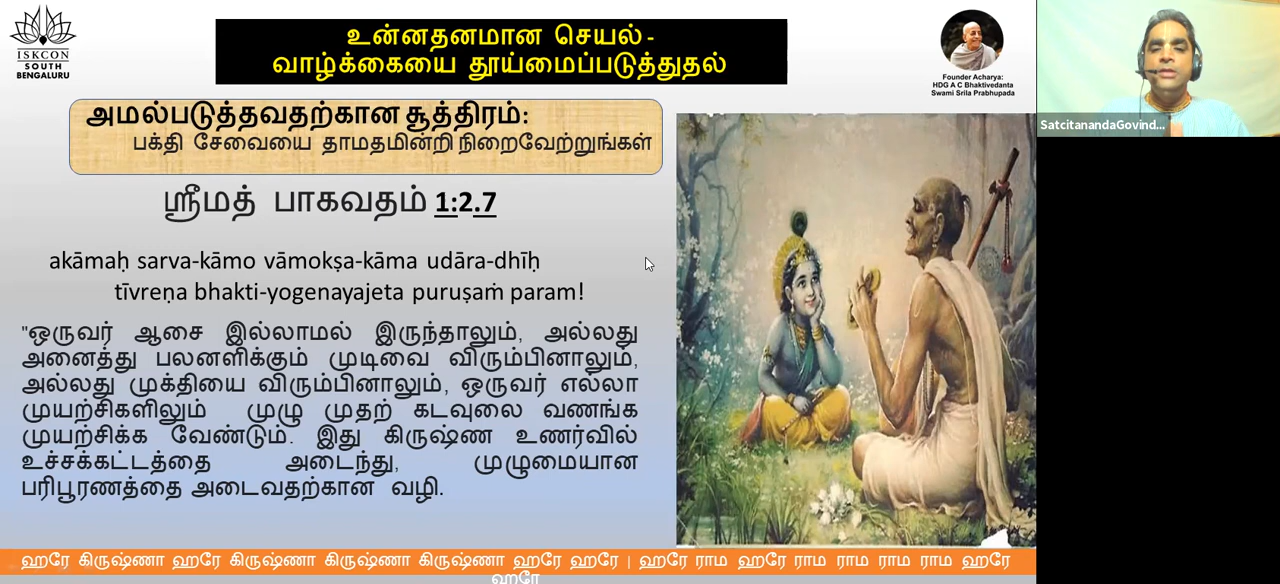 ISKCON
SOUTH
BENGALURU
உன்னதனமான செயல் -
வாழ்க்கையை தூய்மைப்படுத்துதல்
Founder Acharya:
HDG A C Bhaktivedanta
Swami Srila Prabhupada
SatcitanandaGovind...
அமல்படுத்தவதற்கான சூத்திரம்:
பக்தி சேவையை தாமதமின்றி நிறைவேற்றுங்கள்
ஸ்ரீமத் பாகவதம் 1:2.7
akāmaḥ sarva-kāmo vāmokṣa-kāma udāra-dhīḥ
tīvreṇa bhakti-yogenayajeta puruṣaṁ param!
"ஒருவர் ஆசை இல்லாமல் இருந்தாலும், அல்லது
அனைத்து பலனளிக்கும் முடிவை விரும்பினாலும்,
அல்லது முக்தியை விரும்பினாலும், ஒருவர் எல்லா
முயற்சிகளிலும் முழு முதற் கடவுலை வணங்க
முயற்சிக்க வேண்டும். இது கிருஷ்ண உணர்வில்
உச்சக்கட்டத்தை அடைந்து, முழுமையான
பரிபூரணத்தை அடைவதற்கான வழி.
ஹரே கிருஷ்ணா ஹரே கிருஷ்ணா கிருஷ்ணா கிருஷ்ணா ஹரே ஹரே | ஹரே ராம ஹரே ராம ராம ராம ராம ஹரே
ஹரே